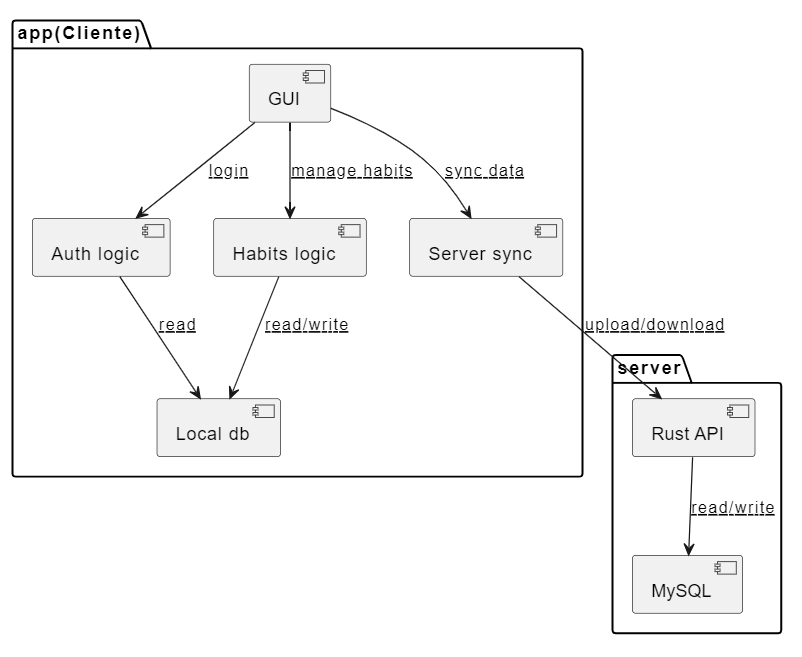 app(Cliente)
GUI
login
manage habits
sync data
Auth logic
Habits logic
Server sync
read
read/write
upload/download
server
Local db
Rust API
read/write
MySQL